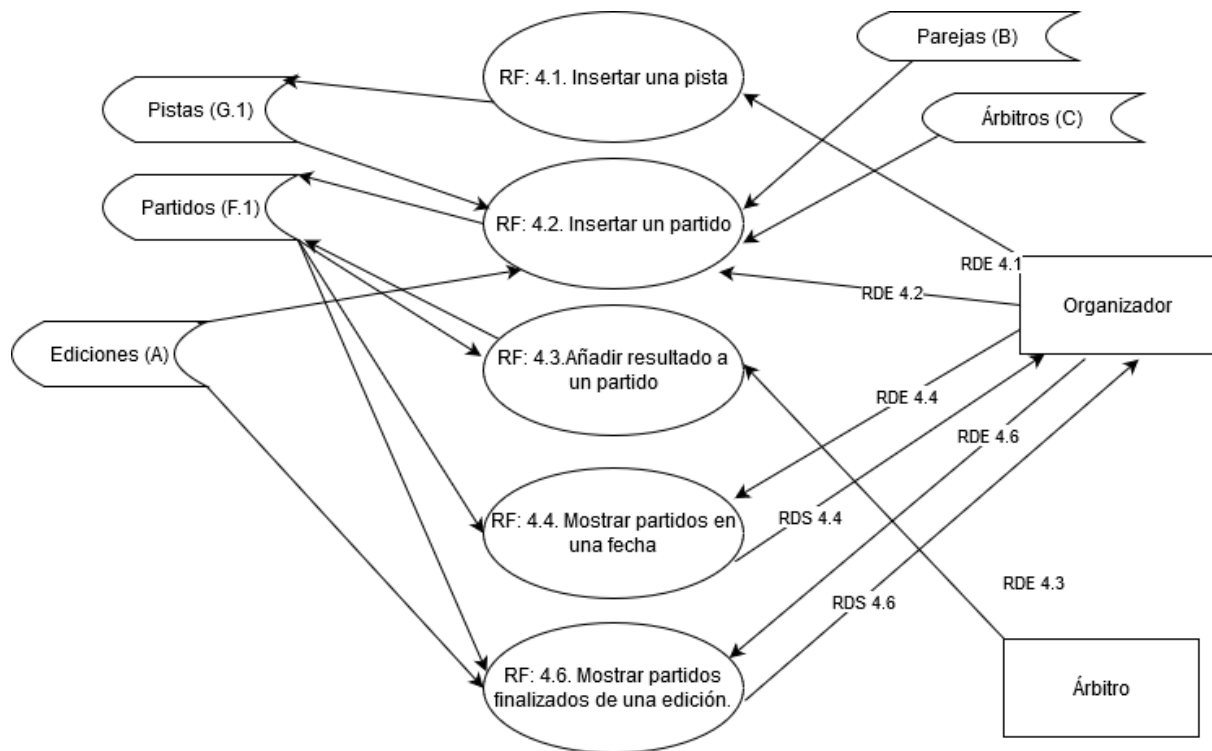 Parejas (B)
RF: 4.1. Insertar una pista
Pistas (G.1)
Árbitros (C)
Partidos (F.1)
RF: 4.2. Insertar un partido
RDE 4.1
RDE 4.2
Organizador
Ediciones (A)
RF: 4.3.Añadir resultado a
un partido
RDE 4.4
RDE 4.6
RF: 4.4. Mostrar partidos en
una fecha
RDS 4.4
RDE 4.3
RDS 4.6
RF: 4.6. Mostrar partidos
finalizados de una edición.
Árbitro